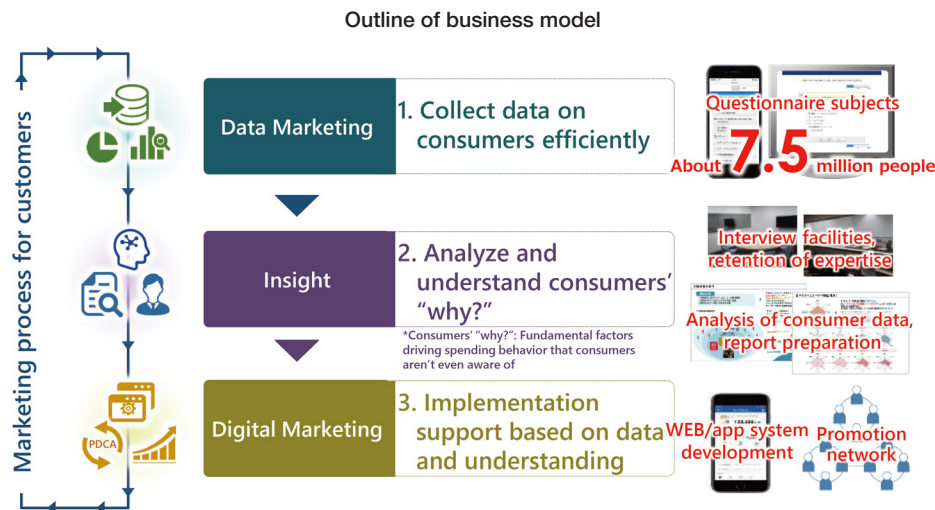 Outline of business model
Marketing process for customers
Data Marketing
1. Collect data on
consumers efficiently
Questionnaire subjects
About 7.5 million people
Insight
2. Analyze and
understand consumers’
“why?”
*Consumers’ “why?”: Fundamental factors
driving spending behavior that consumers
aren’t even aware of
Interview facilities,
retention of expertise
Analysis of consumer data,
report preparation
PDCA
Digital Marketing
3. Implementation
support based on data
and understanding
WEB/app system
development
Promotion
network